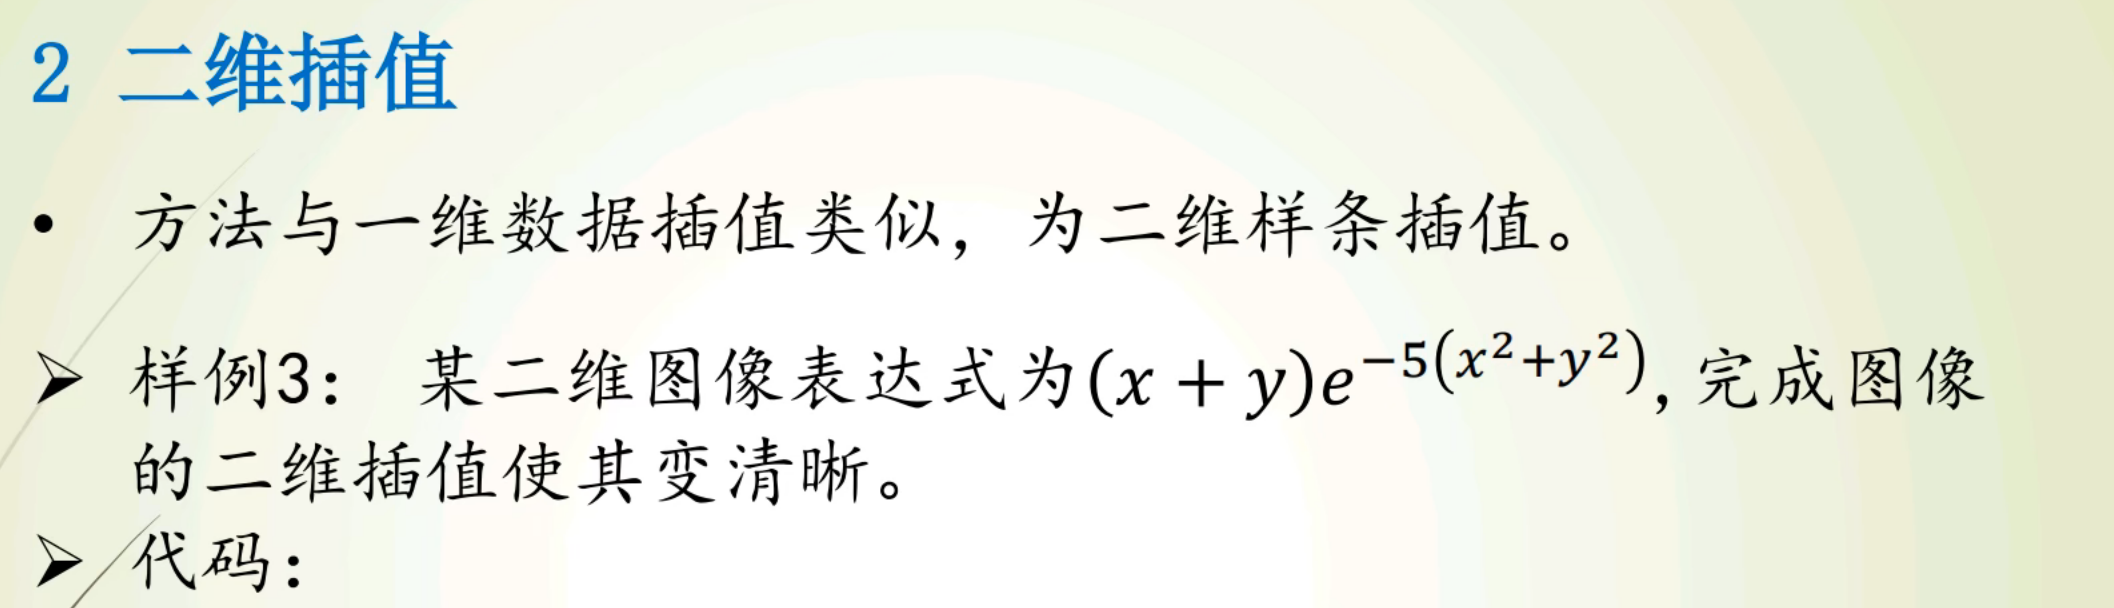 2 二维插值
• 方法与一维数据插值类似，为二维样条插值。
➢ 样例3： 某二维图像表达式为$(x + y)e^{-5(x^2+y^2)}$, 完成图像
的二维插值使其变清晰。
➢ 代码：